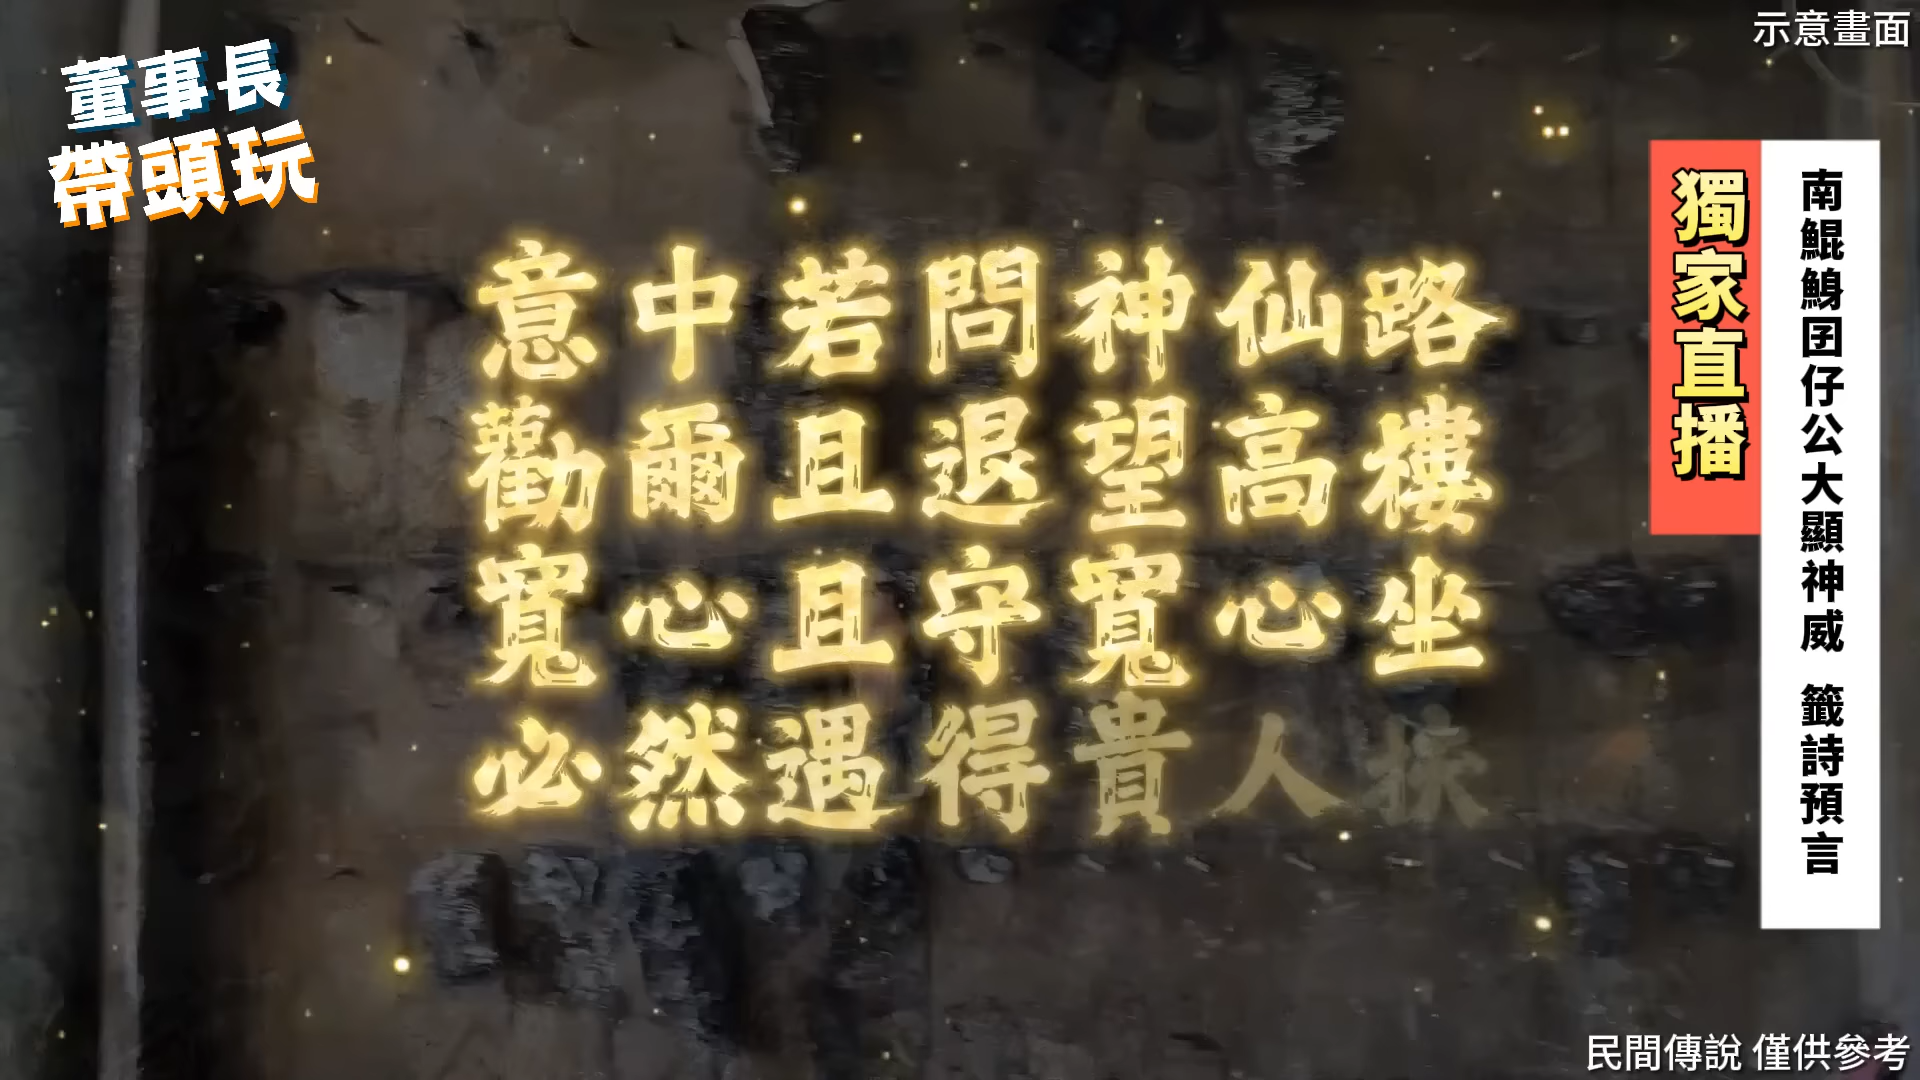 董事長
帶頭玩
示意畫面
意中若問神仙路
勸爾且退望高樓
寬心且守寬心坐
必然遇得貴人扶
獨家直播
南鯤鯓囝仔公大顯神威 籤詩預言
民間傳說 僅供參考